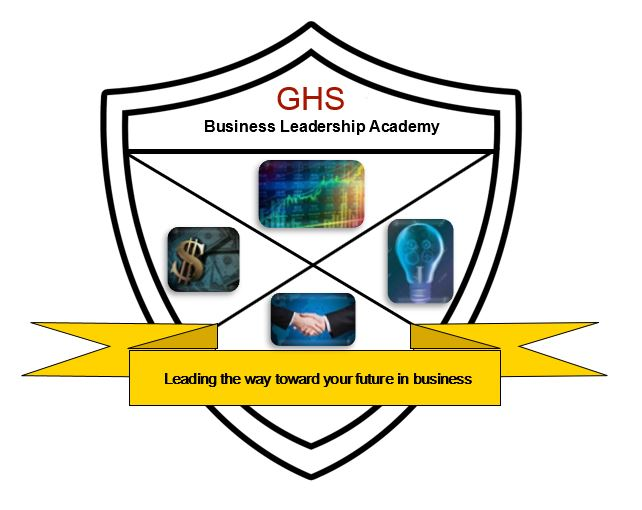 GHS
Business Leadership Academy
$
Leading the way toward your future in business